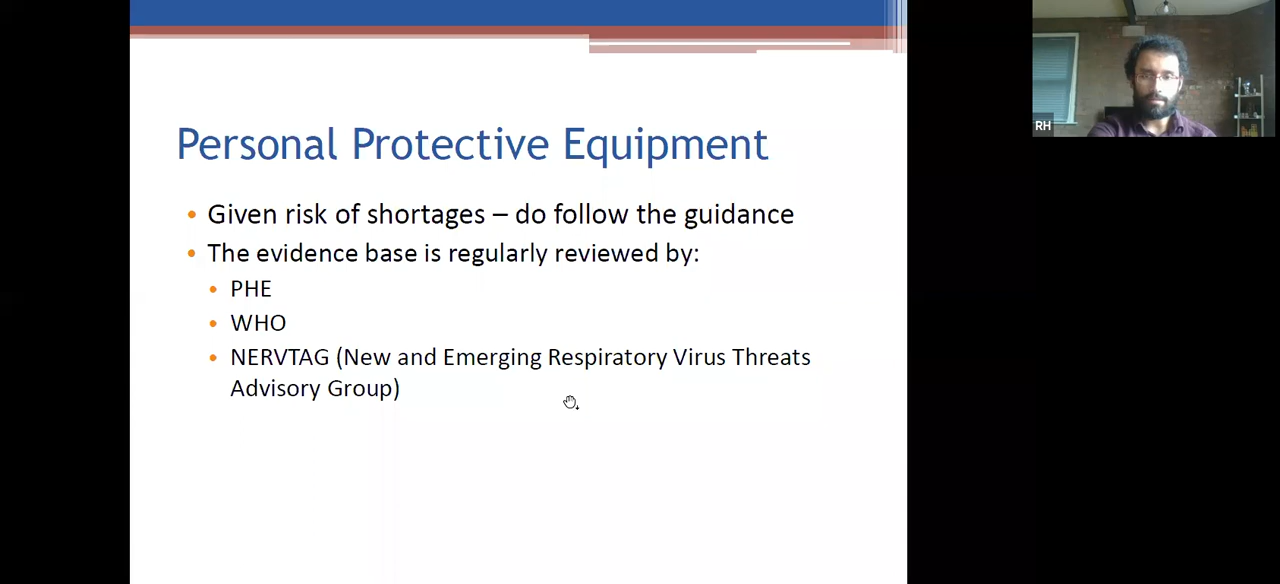 Personal Protective Equipment
• Given risk of shortages – do follow the guidance
• The evidence base is regularly reviewed by:
• PHE
• WHO
• NERVTAG (New and Emerging Respiratory Virus Threats
Advisory Group)
RH